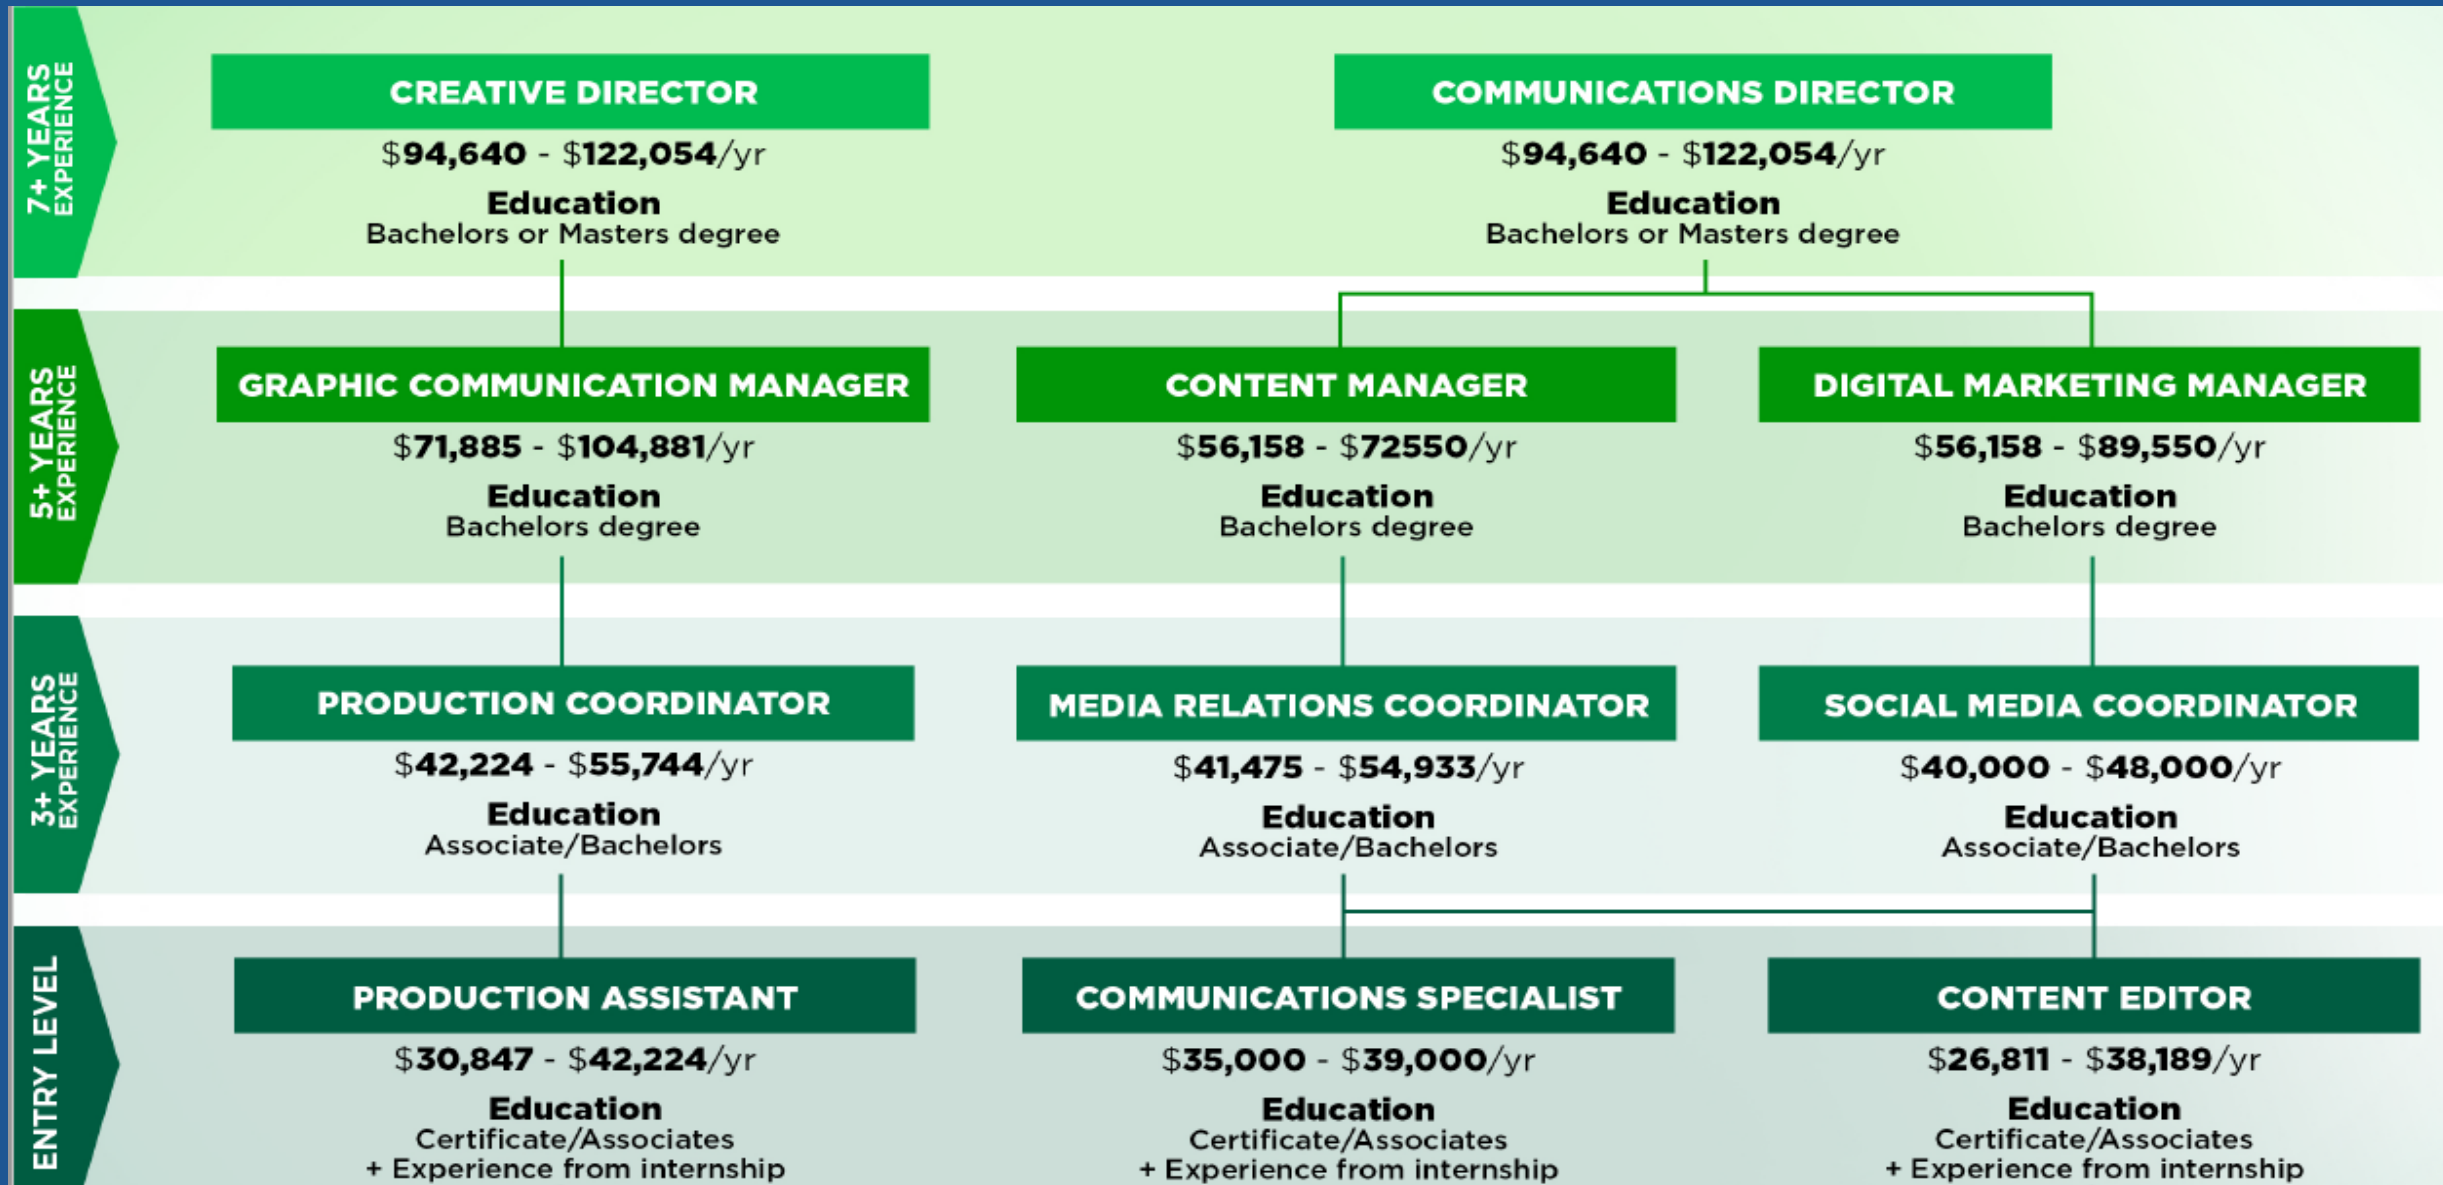 7+ YEARS
EXPERIENCE
CREATIVE DIRECTOR
$94,640 - $122,054/yr
Education
Bachelors or Masters degree
COMMUNICATIONS DIRECTOR
$94,640 - $122,054/yr
Education
Bachelors or Masters degree
5+ YEARS
EXPERIENCE
GRAPHIC COMMUNICATION MANAGER
$71,885 - $104,881/yr
Education
Bachelors degree
CONTENT MANAGER
$56,158 - $72550/yr
Education
Bachelors degree
DIGITAL MARKETING MANAGER
$56,158 - $89,550/yr
Education
Bachelors degree
3+ YEARS
EXPERIENCE
PRODUCTION COORDINATOR
$42,224 - $55,744/yr
Education
Associate/Bachelors
MEDIA RELATIONS COORDINATOR
$41,475 - $54,933/yr
Education
Associate/Bachelors
SOCIAL MEDIA COORDINATOR
$40,000 - $48,000/yr
Education
Associate/Bachelors
ENTRY LEVEL
PRODUCTION ASSISTANT
$30,847 - $42,224/yr
Education
Certificate/Associates
+ Experience from internship
COMMUNICATIONS SPECIALIST
$35,000 - $39,000/yr
Education
Certificate/Associates
+ Experience from internship
CONTENT EDITOR
$26,811 - $38,189/yr
Education
Certificate/Associates
+ Experience from internship